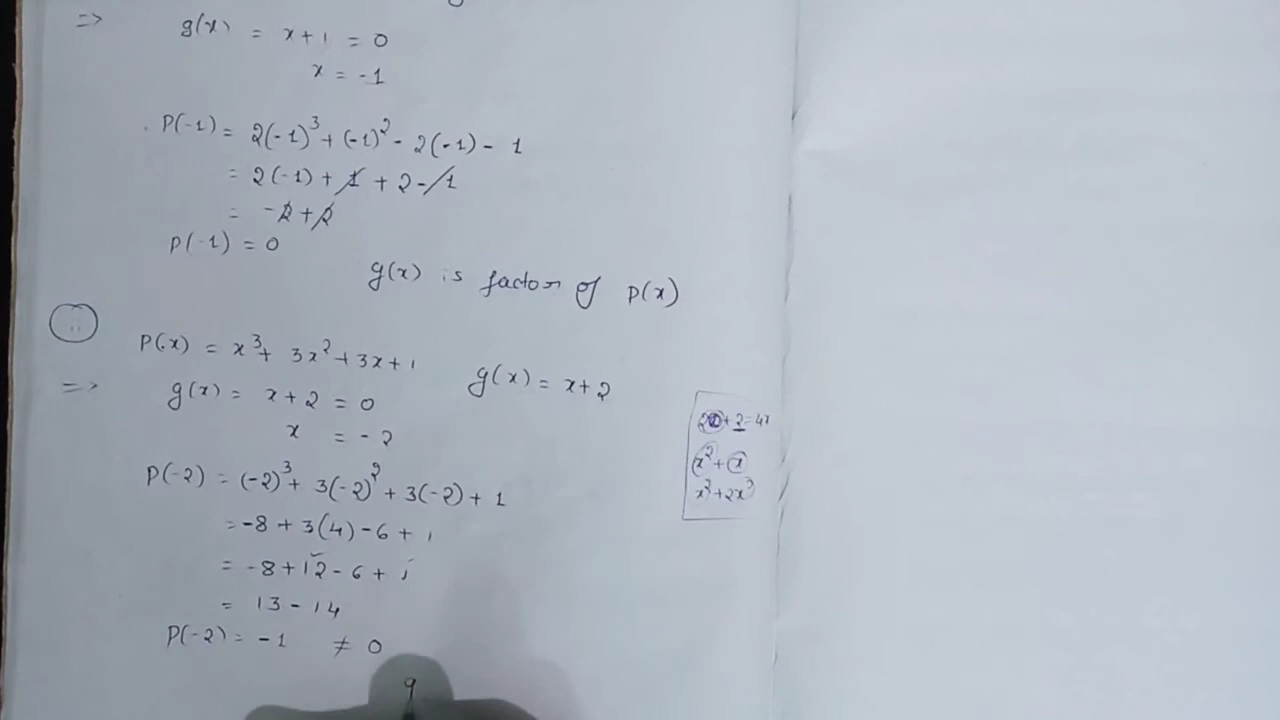 => g(x) = x + 1 = 0
x = -1
P(-1) = 2(-1)³ + (-1)² - 2(-1) - 1
= 2(-1) + 1 + 2 - 1
= -2 + 2
P(-1) = 0
g(x) is factor of P(x)
(ii)
P(x) = x³ + 3x² + 3x + 1 g(x) = x + 2
=> g(x) = x + 2 = 0
x = -2
P(-2) = (-2)³ + 3(-2)² + 3(-2) + 1
= -8 + 3(4) - 6 + 1
= -8 + 12 - 6 + 1
= 13 - 14
P(-2) = -1 ≠ 0
g
x² + x